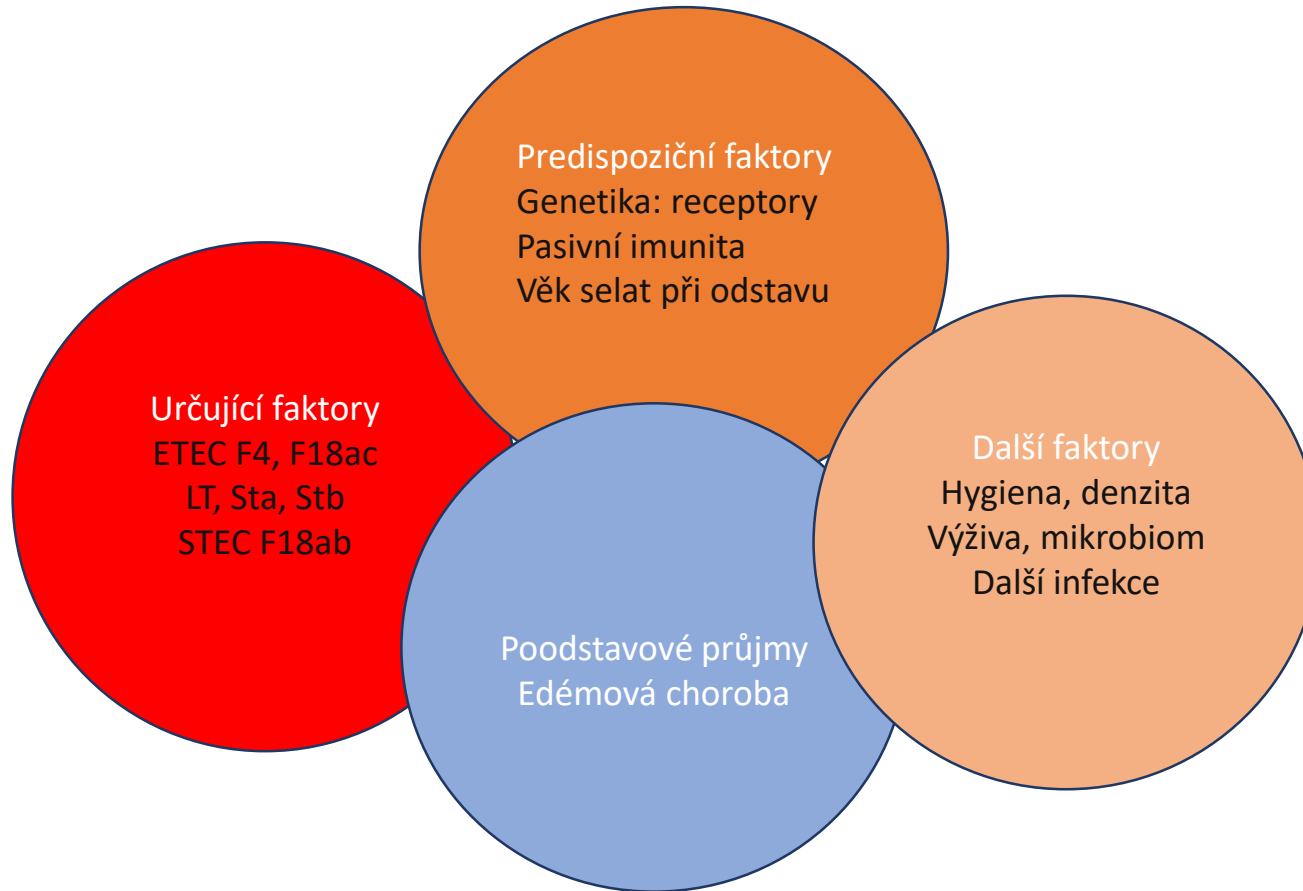 Predispoziční faktory
Genetika: receptory
Pasivní imunita
Věk selat při odstavu
Určující faktory
ETEC F4, F18ac
LT, Sta, Stb
STEC F18ab
Další faktory
Hygiena, denzita
Výživa, mikrobiom
Další infekce
Poodstavové průjmy
Edémová choroba